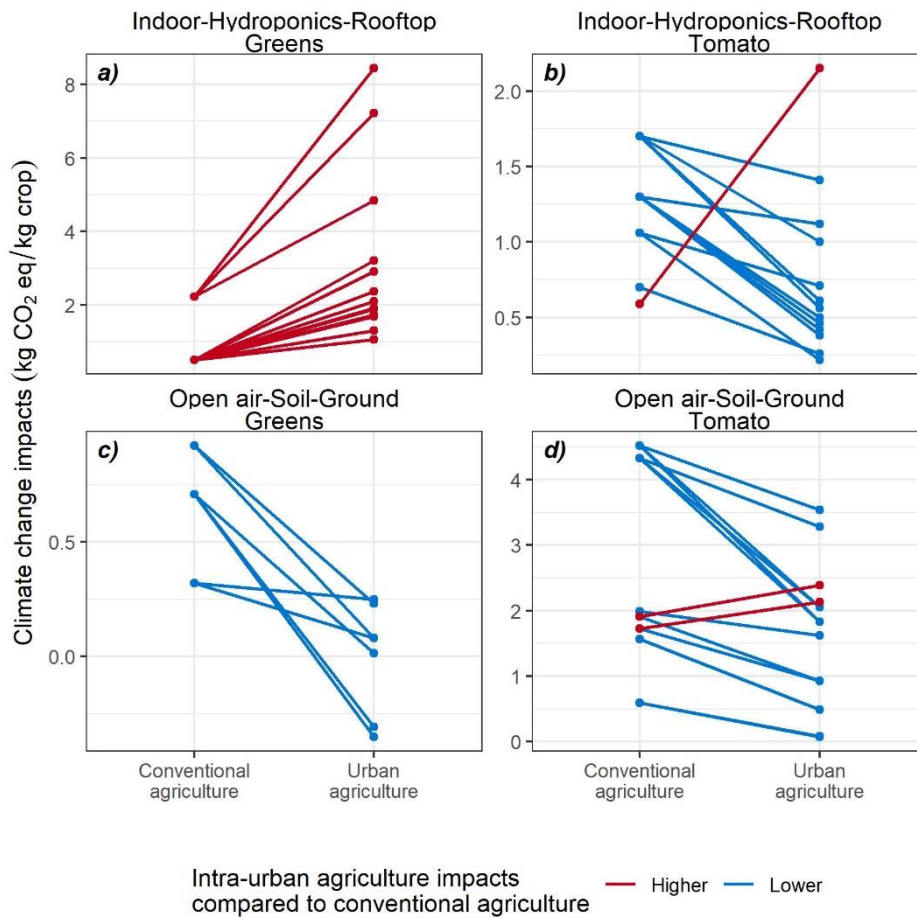 Indoor-Hydroponics-Rooftop
Greens
Indoor-Hydroponics-Rooftop
Tomato
a)
b)
8
6
4
2
2.0
1.5
1.0
0.5
Open air-Soil-Ground
Greens
Open air-Soil-Ground
Tomato
c)
d)
0.5
0.0
4
3
2
1
0
Climate change impacts (kg CO₂ eq/kg crop)
Conventional
agriculture
Urban
agriculture
Conventional
agriculture
Urban
agriculture
Intra-urban agriculture impacts
compared to conventional agriculture
Higher
Lower